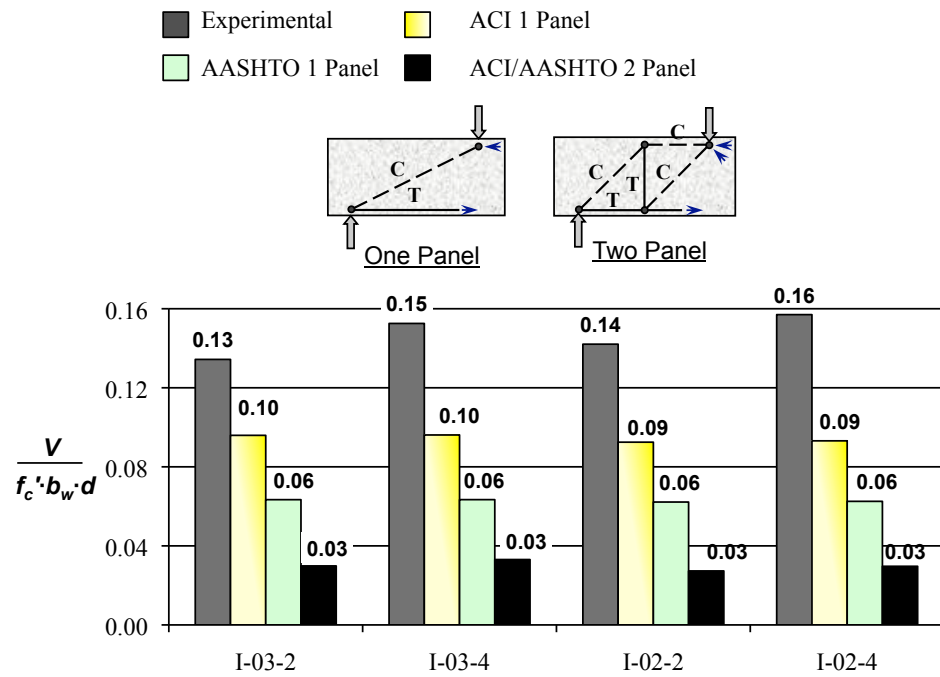 Experimental
ACI 1 Panel
AASHTO 1 Panel
ACI/AASHTO 2 Panel
C
T
One Panel
C
C
T
C
T
Two Panel
V
f_c'·b_w·d
0.16
0.12
0.08
0.04
0.00
0.13
0.10
0.06
0.03
0.15
0.10
0.06
0.03
0.14
0.09
0.06
0.03
0.16
0.09
0.06
0.03
I-03-2
I-03-4
I-02-2
I-02-4